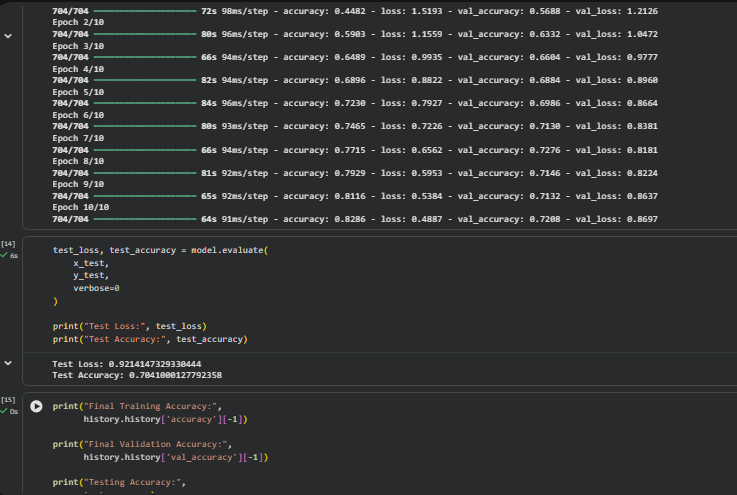 704/704 72s 98ms/step - accuracy: 0.4482 - loss: 1.5193 - val_accuracy: 0.5688 - val_loss: 1.2126
Epoch 2/10
704/704 80s 96ms/step - accuracy: 0.5903 - loss: 1.1559 - val_accuracy: 0.6332 - val_loss: 1.0472
Epoch 3/10
704/704 66s 94ms/step - accuracy: 0.6489 - loss: 0.9935 - val_accuracy: 0.6604 - val_loss: 0.9777
Epoch 4/10
704/704 82s 94ms/step - accuracy: 0.6896 - loss: 0.8822 - val_accuracy: 0.6884 - val_loss: 0.8960
Epoch 5/10
704/704 84s 96ms/step - accuracy: 0.7230 - loss: 0.7927 - val_accuracy: 0.6986 - val_loss: 0.8664
Epoch 6/10
704/704 80s 93ms/step - accuracy: 0.7465 - loss: 0.7226 - val_accuracy: 0.7130 - val_loss: 0.8381
Epoch 7/10
704/704 66s 94ms/step - accuracy: 0.7715 - loss: 0.6562 - val_accuracy: 0.7276 - val_loss: 0.8181
Epoch 8/10
704/704 81s 92ms/step - accuracy: 0.7929 - loss: 0.5953 - val_accuracy: 0.7146 - val_loss: 0.8224
Epoch 9/10
704/704 65s 92ms/step - accuracy: 0.8116 - loss: 0.5384 - val_accuracy: 0.7132 - val_loss: 0.8637
Epoch 10/10
704/704 64s 91ms/step - accuracy: 0.8286 - loss: 0.4887 - val_accuracy: 0.7208 - val_loss: 0.8697
[14]
6s
test_loss, test_accuracy = model.evaluate(
x_test,
y_test,
verbose=0
)
print("Test Loss:", test_loss)
print("Test Accuracy:", test_accuracy)
Test Loss: 0.9214147329330444
Test Accuracy: 0.7041000127792358
[15]
0s
print("Final Training Accuracy:",
history.history['accuracy'][-1])
print("Final Validation Accuracy:",
history.history['val_accuracy'][-1])
print("Testing Accuracy:",